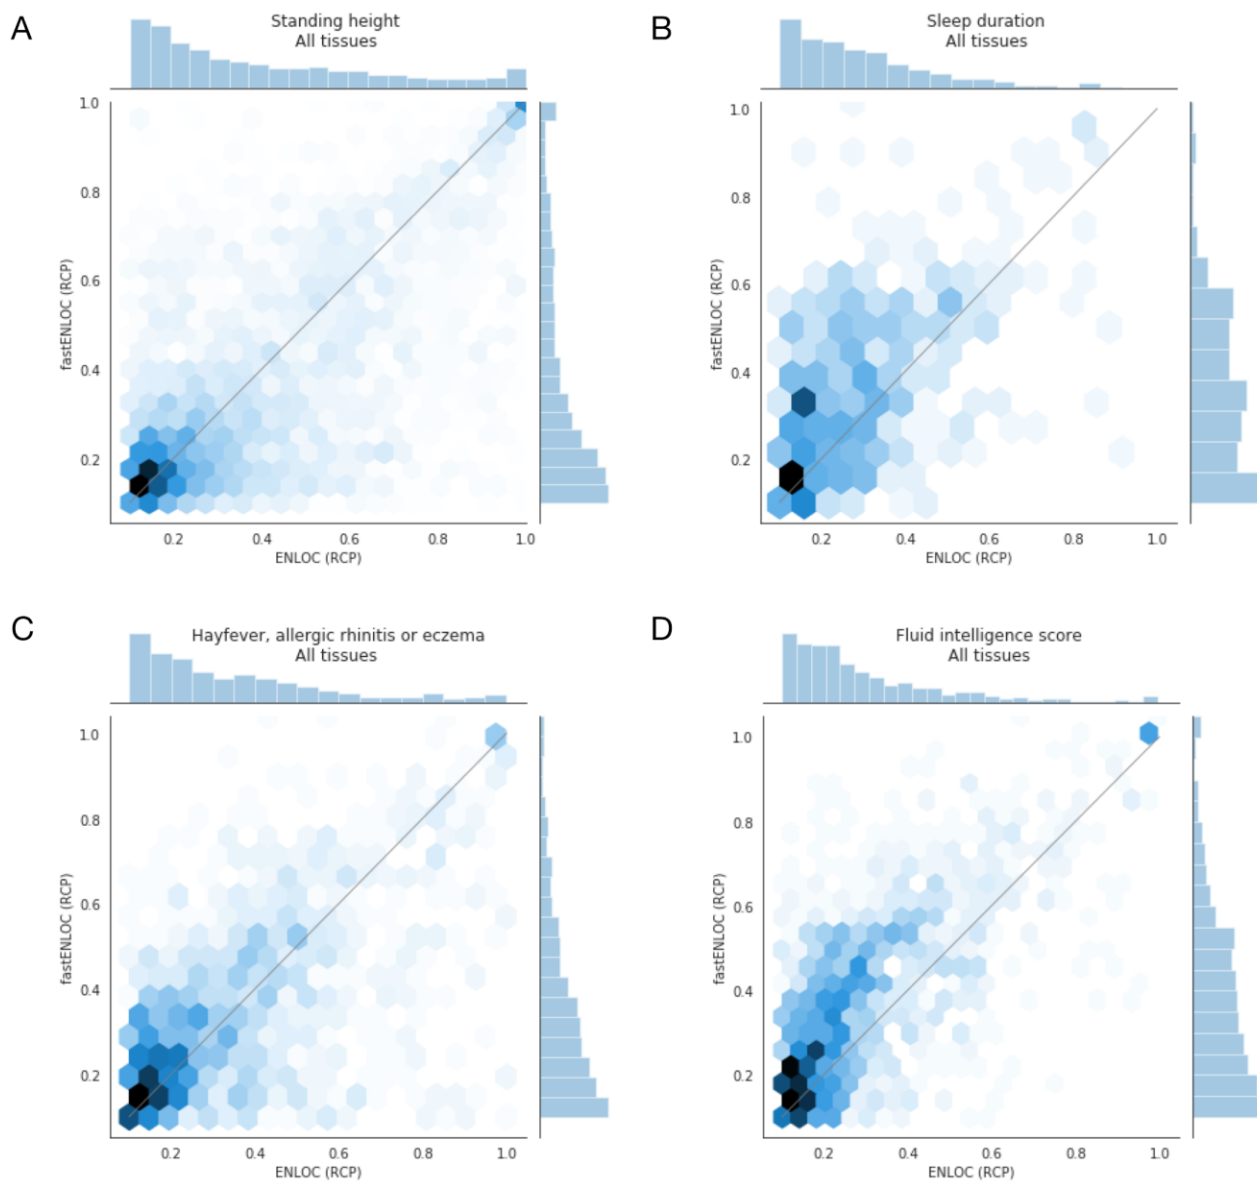 A
Standing height
All tissues
1.0
0.8
0.6
0.4
0.2
fastENLOC (RCP)
0.2 0.4 0.6 0.8 1.0
ENLOC (RCP)
B
Sleep duration
All tissues
1.0
0.8
0.6
0.4
0.2
fastENLOC (RCP)
0.2 0.4 0.6 0.8 1.0
ENLOC (RCP)
C
Hayfever, allergic rhinitis or eczema
All tissues
1.0
0.8
0.6
0.4
0.2
fastENLOC (RCP)
0.2 0.4 0.6 0.8 1.0
ENLOC (RCP)
D
Fluid intelligence score
All tissues
1.0
0.8
0.6
0.4
0.2
fastENLOC (RCP)
0.2 0.4 0.6 0.8 1.0
ENLOC (RCP)